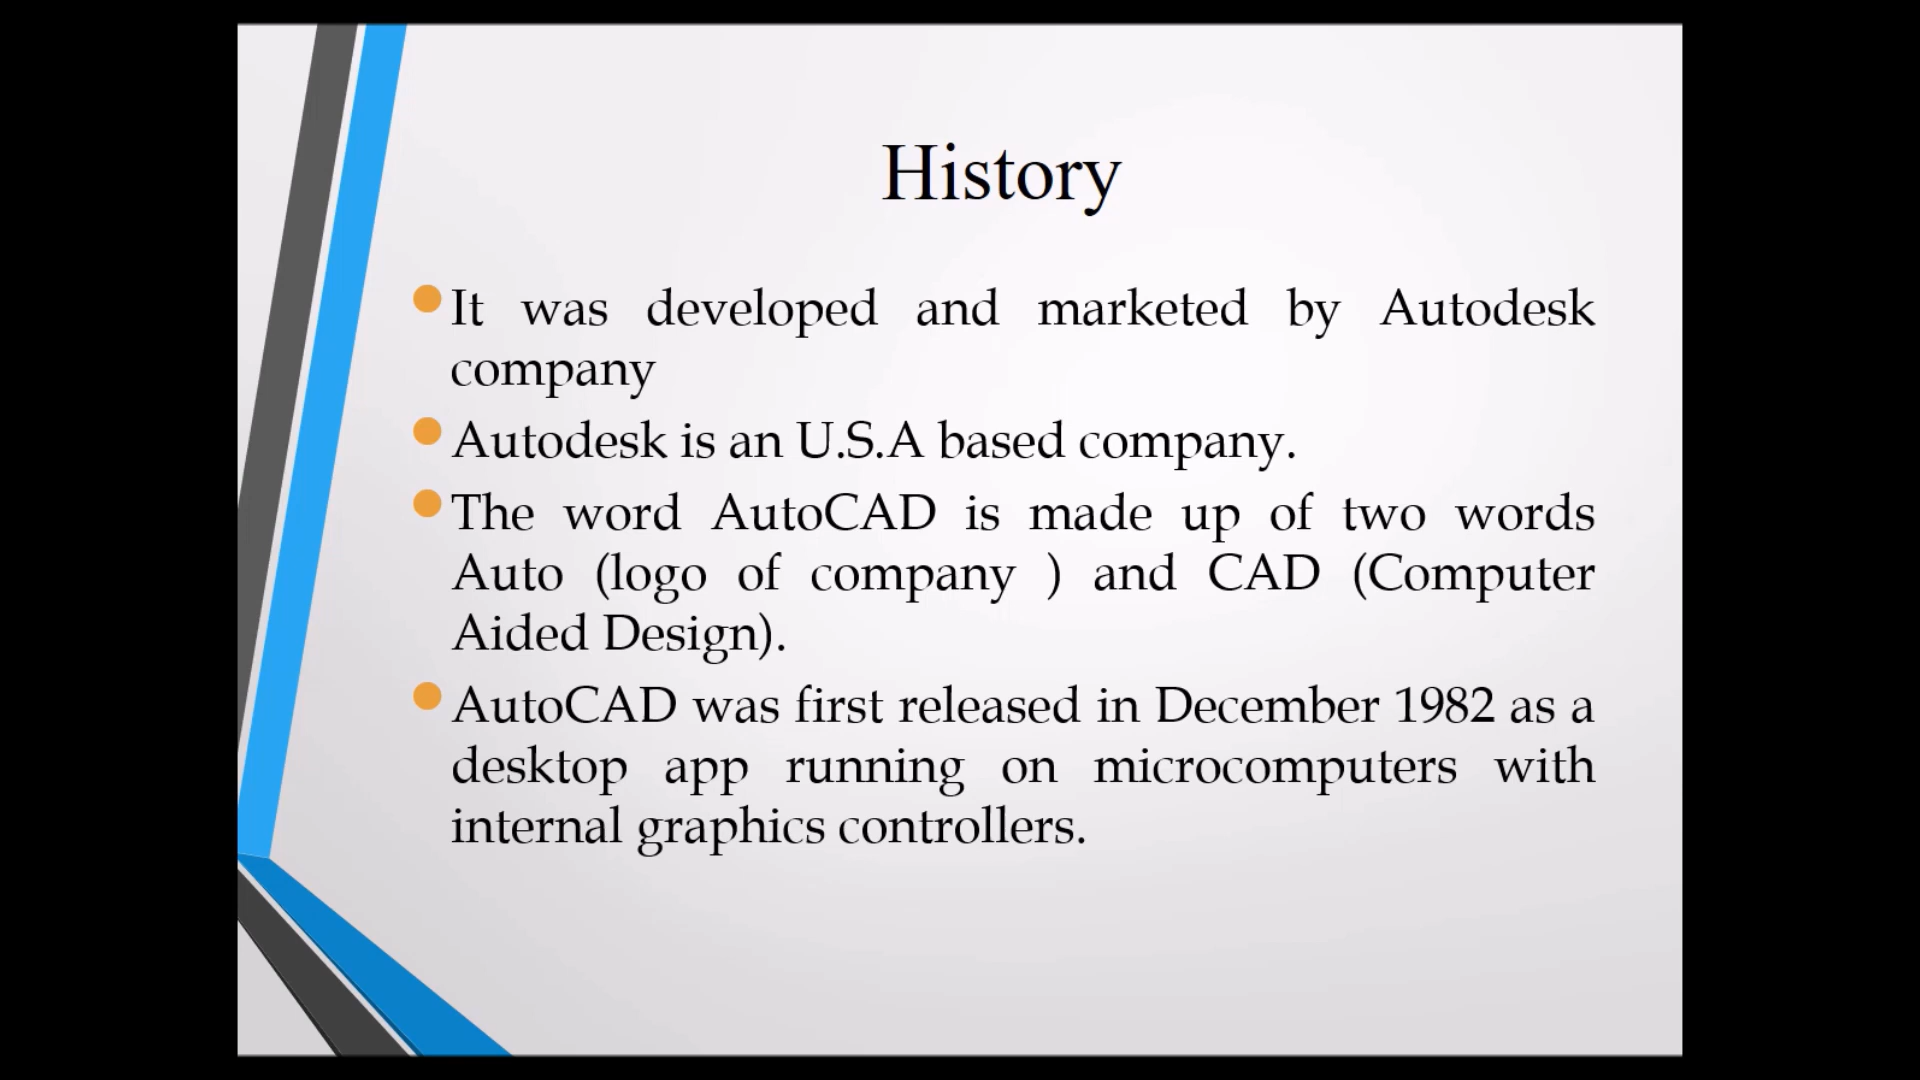 History
It was developed and marketed by Autodesk
company
Autodesk is an U.S.A based company.
The word AutoCAD is made up of two words
Auto (logo of company ) and CAD (Computer
Aided Design).
AutoCAD was first released in December 1982 as a
desktop app running on microcomputers with
internal graphics controllers.